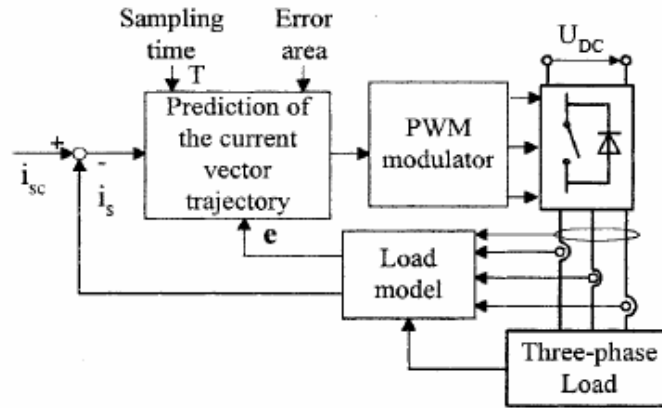 Sampling
time
T
Error
area
U_DC
Prediction of
the current
vector
trajectory
PWM
modulator
+
-
i_sc
i_s
e
Load
model
Three-phase
Load